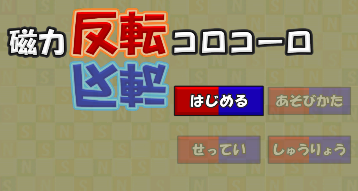 磁力反転コロコーロ
反転
はじめる
あそびかた
せってい
しゅうりょう